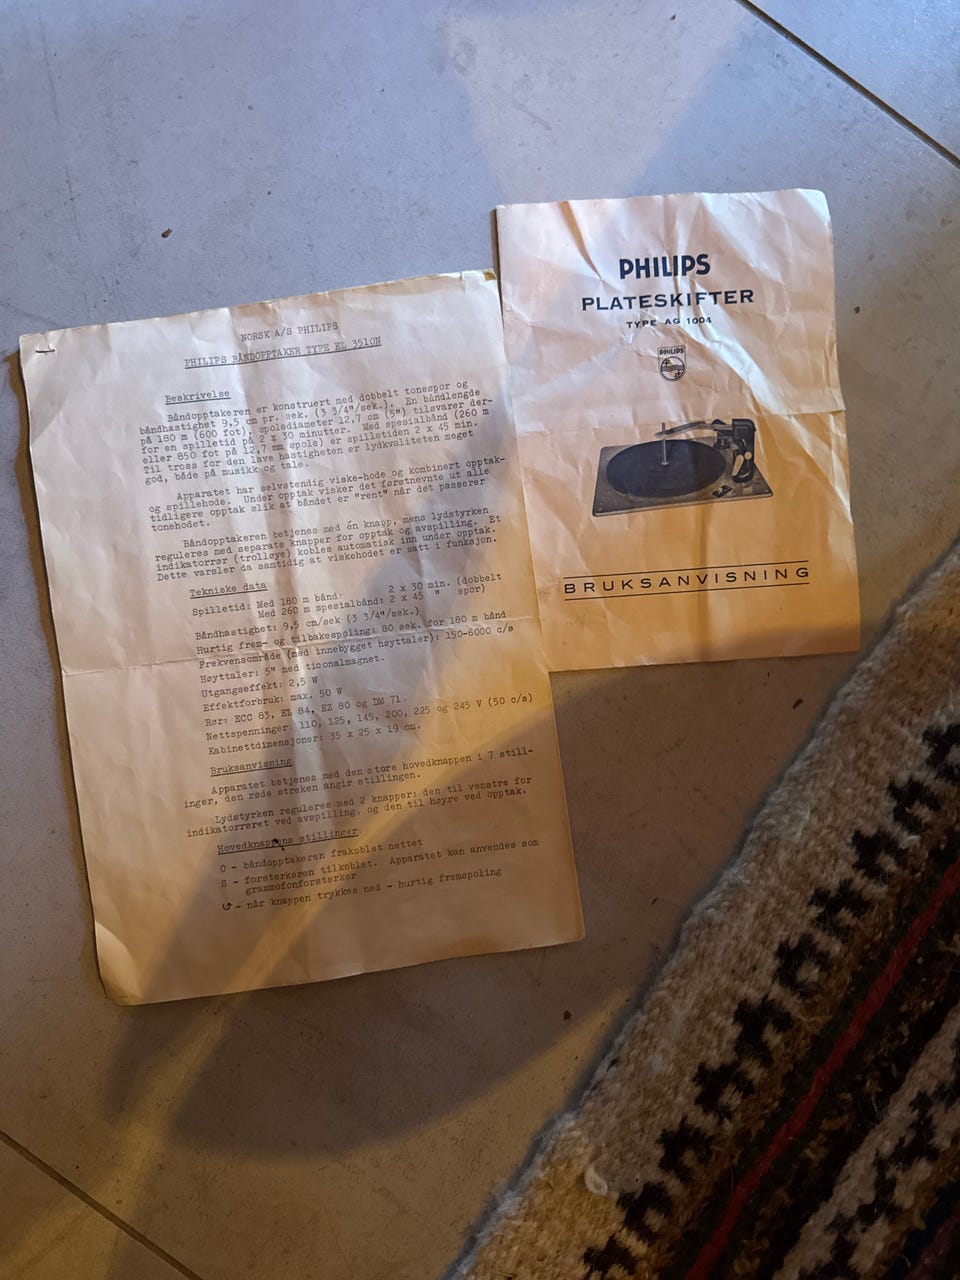 NORSK A/S PHILIPS
PHILIPS BÅNDOPPTAKER TYPE EL 3510N
Beskrivelse
Båndopptakeren er konstruert med dobbelt tonespor og
båndhastighet 9,5 cm pr. sek. (3 3/4"/sek.). En båndlengde
på 180 m (600 fot), spolediameter 12,7 cm (5") tilsvarer der-
for en spilletid på 2 x 30 minutter. Med spesialbånd (260 m
eller 850 fot på 12,7 mm spole) er spilletiden 2 x 45 min.
Til tross for den lave hastigheten er lydkvaliteten meget
god, både på musikk og tale.
Apparatet har selvstendig viske-hode og kombinert opptak-
og spillehode. Under opptak visker det førstnevnte ut alle
tidligere opptak slik at båndet er "rent" når det passerer
tonehodet.
Båndopptakeren betjenes med én knapp, mens lydstyrken
reguleres med separate knapper for opptak og avspilling. Et
indikatorrør (trolløye) kobles automatisk inn under opptak.
Dette varsler da samtidig at viskehodet er satt i funksjon.
Tekniske data
Spilletid: Med 180 m bånd: 2 x 30 min. (dobbelt
Med 260 m spesialbånd: 2 x 45 " spor)
Båndhastighet: 9,5 cm/sek (3 3/4"/sek.)
Hurtig frem- og tilbakespoling: 80 sek. for 180 m bånd
Frekvensområde (med innebygget høyttaler): 150-6000 c/s
Høyttaler: 5" med ticonalmagnet.
Utgangseffekt: 2,5 W
Effektforbruk: max. 50 W
Rør: ECC 83, EL 84, EZ 80 og DM 71.
Nettspenninger: 110, 125, 145, 200, 225 og 245 V (50 c/s)
Kabinettdimensjoner: 35 x 25 x 19 cm.
Bruksanvisning
Apparatet betjenes med den store hovedknappen i 7 still-
inger, den røde streken angir stillingen.
Lydstyrken reguleres med 2 knapper: den til venstre for
indikatorrøret ved avspilling, og den til høyre ved opptak.
Hovedknappens stillinger:
O - båndopptakeren frakoblet nettet
S - forsterkeren tilkoblet. Apparatet kan anvendes som
grammofonforsterker
- når knappen trykkes ned - hurtig fremspoling
PHILIPS
PLATESKIFTER
TYPE AG 1004
PHILIPS
BRUKSANVISNING